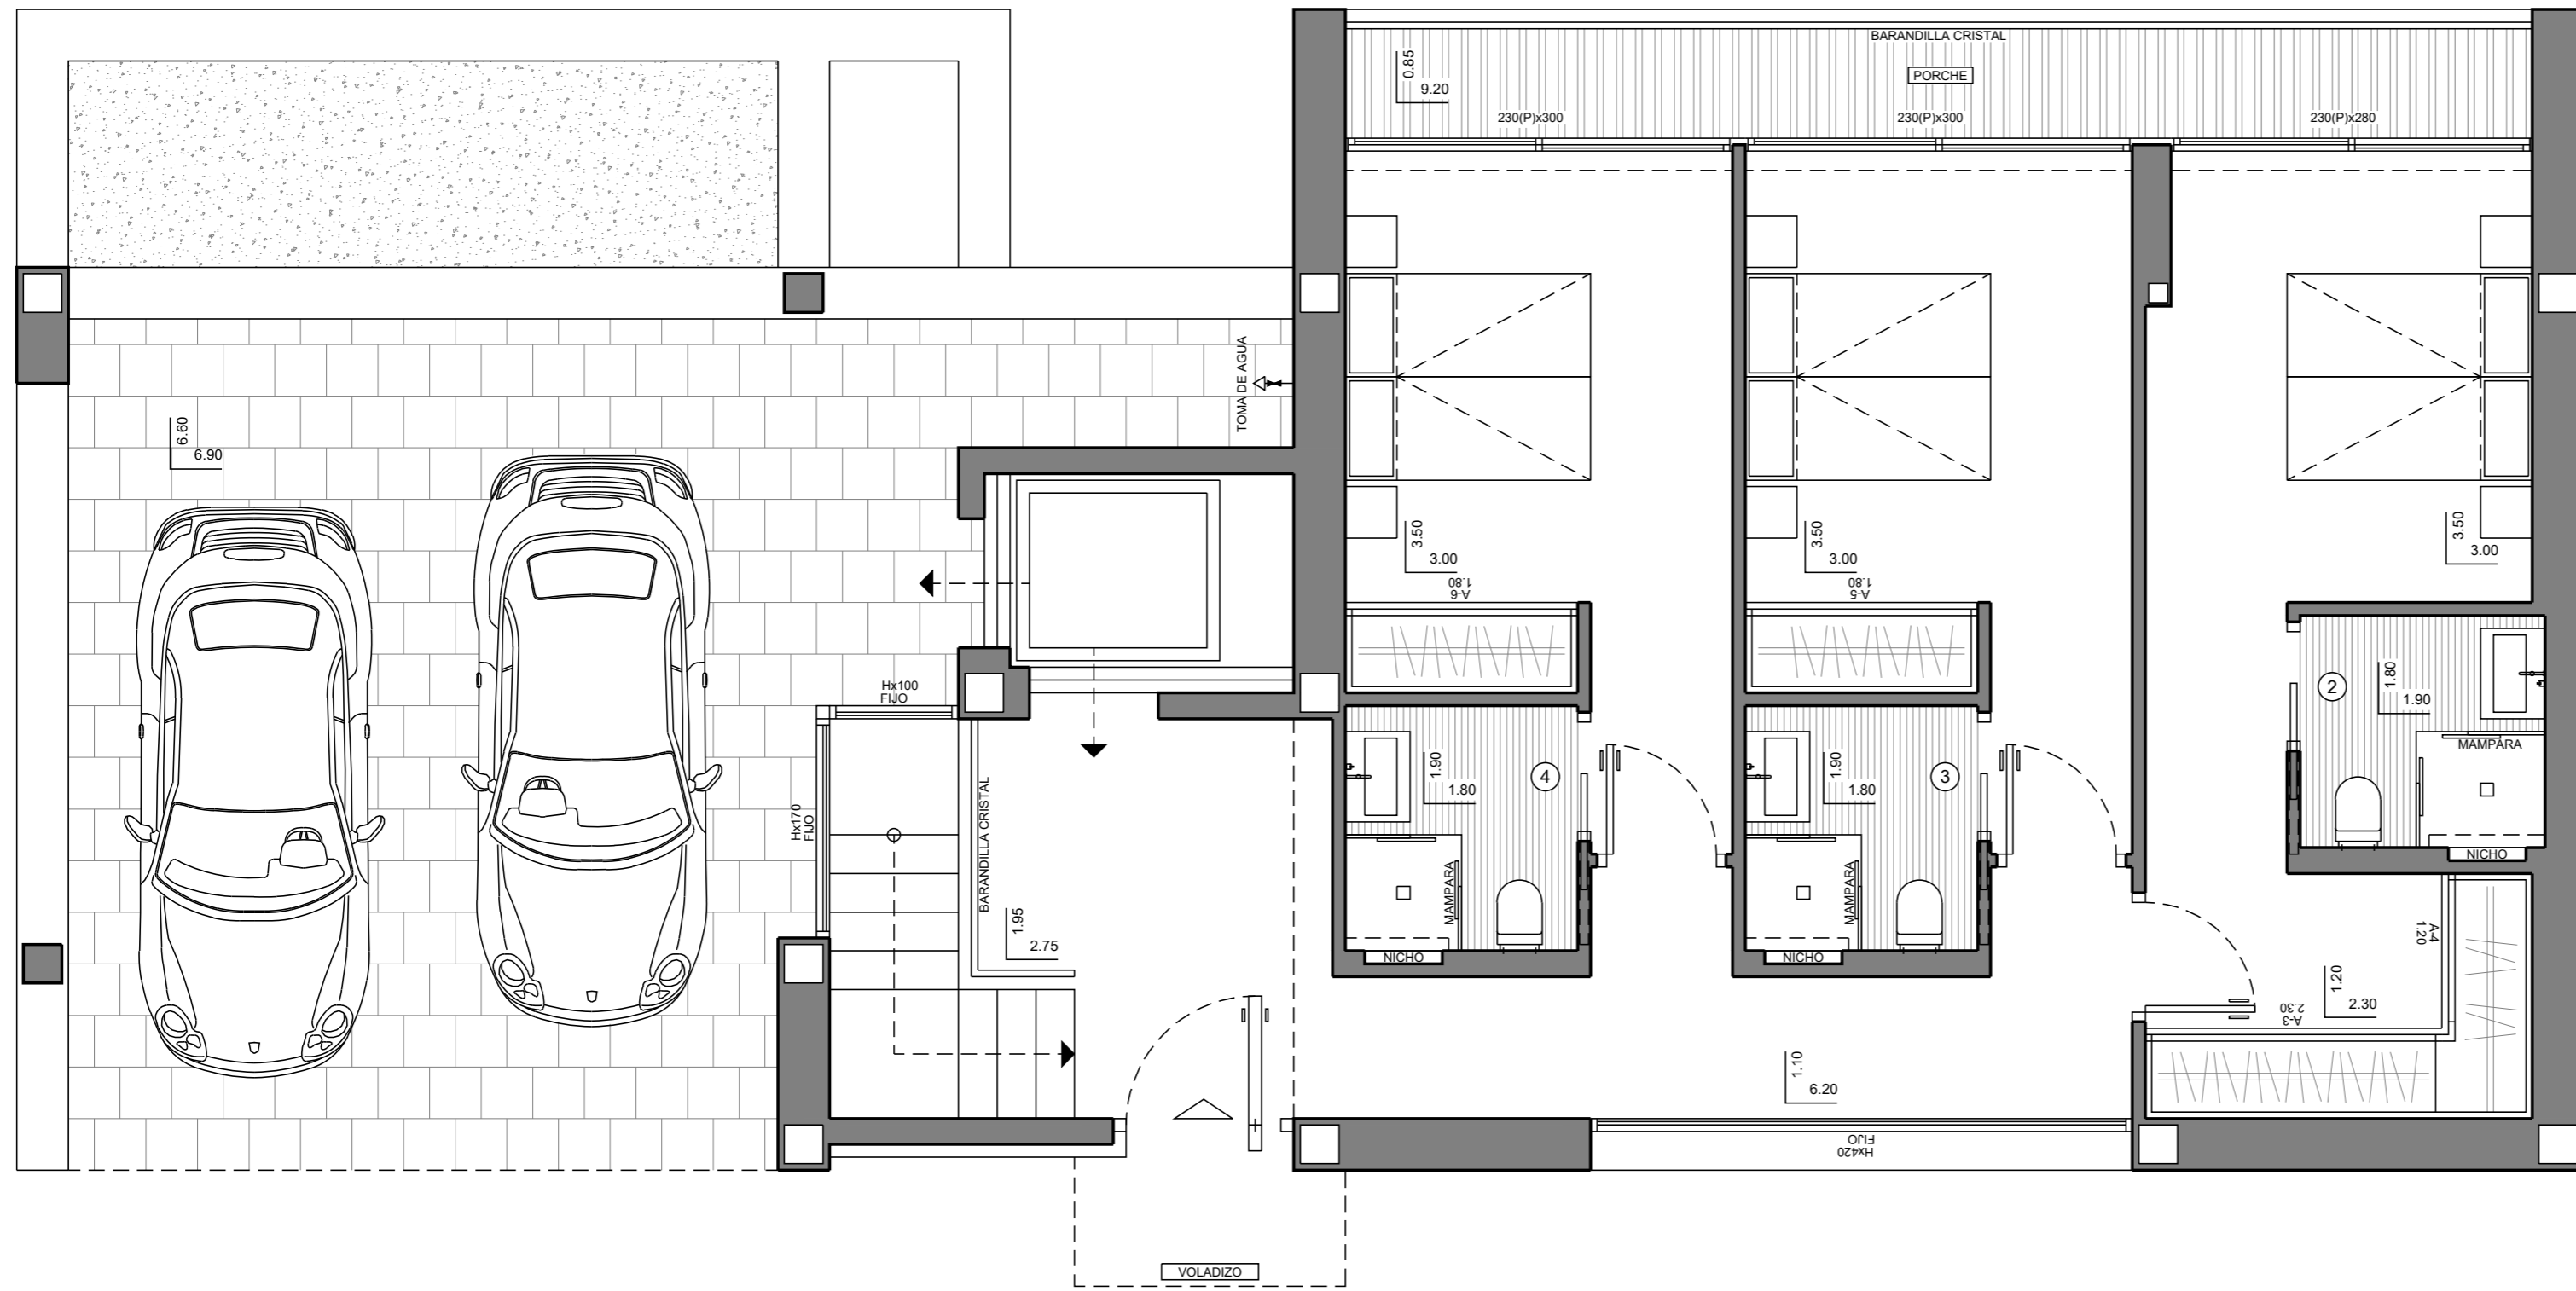 BARANDILLA CRISTAL
0.85
9.20
PORCHE
230(P)x300
230(P)x300
230(P)x280
TOMA DE AGUA
6.60
6.90
3.50
3.00
3.50
3.00
3.50
3.00
1.80
A-6
1.80
A-5
Hx100
FIJO
2
1.80
1.90
MAMPARA
NICHO
Hx170
FIJO
BARANDILLA CRISTAL
1.90
1.80
4
MAMPARA
NICHO
1.90
1.80
3
MAMPARA
NICHO
1.95
2.75
A-4
1.20
1.20
2.30
A-3
2.30
1.10
6.20
Hx420
FIJO
VOLADIZO